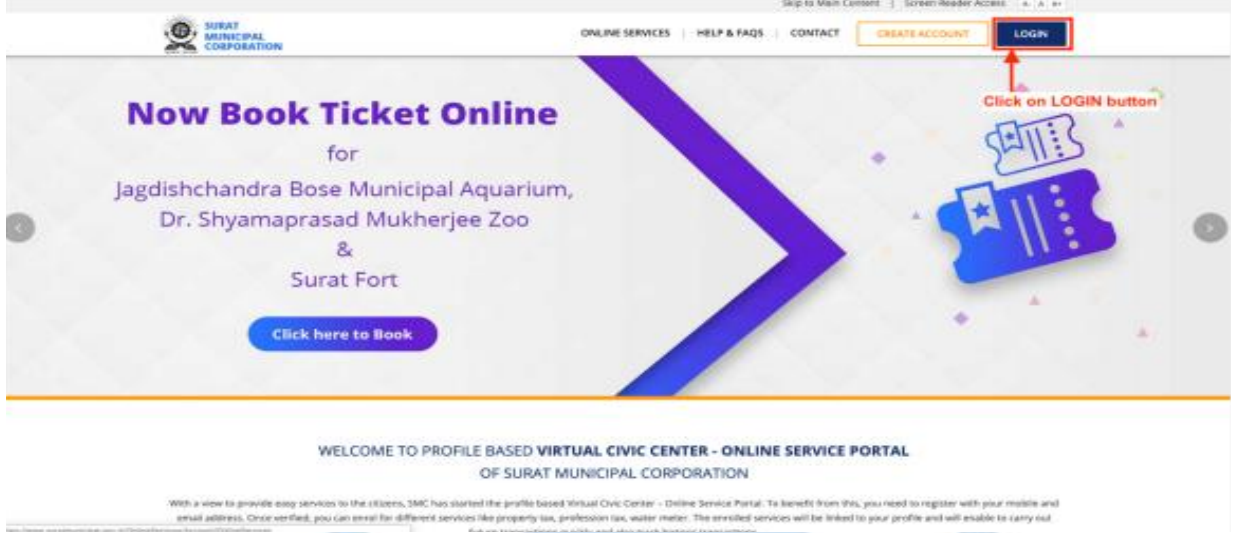 Skip to Main Content | Screen Reader Access A- A A+
SURAT
MUNICIPAL
CORPORATION
ONLINE SERVICES | HELP & FAQS | CONTACT CREATE ACCOUNT LOGIN
Click on LOGIN button
Now Book Ticket Online
for
Jagdishchandra Bose Municipal Aquarium,
Dr. Shyamaprasad Mukherjee Zoo
&
Surat Fort
Click here to Book
WELCOME TO PROFILE BASED VIRTUAL CIVIC CENTER - ONLINE SERVICE PORTAL
OF SURAT MUNICIPAL CORPORATION
With a view to provide easy services to the citizens, SMC has started the profile based Virtual Civic Center - Online Service Portal. To benefit from this, you need to register with your mobile and
email address. Once verified, you can enrol for different services like property tax, profession tax, water meter. The enrolled services will be linked to your profile and will enable to carry out